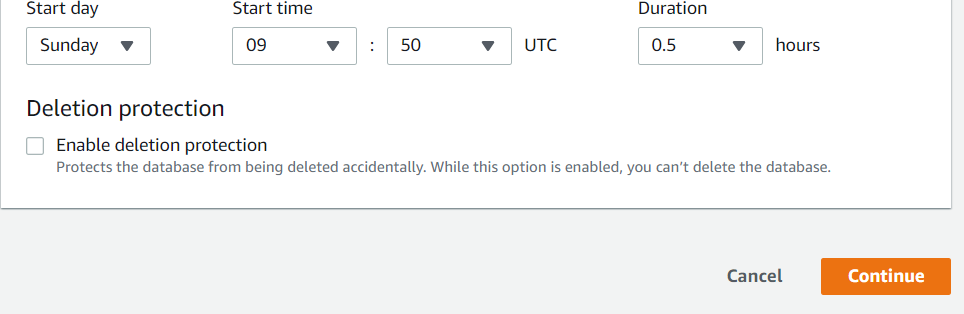 Start day Start time Duration
Sunday 09 : 50 UTC 0.5 hours
Deletion protection
Enable deletion protection
Protects the database from being deleted accidentally. While this option is enabled, you can’t delete the database.
Cancel Continue